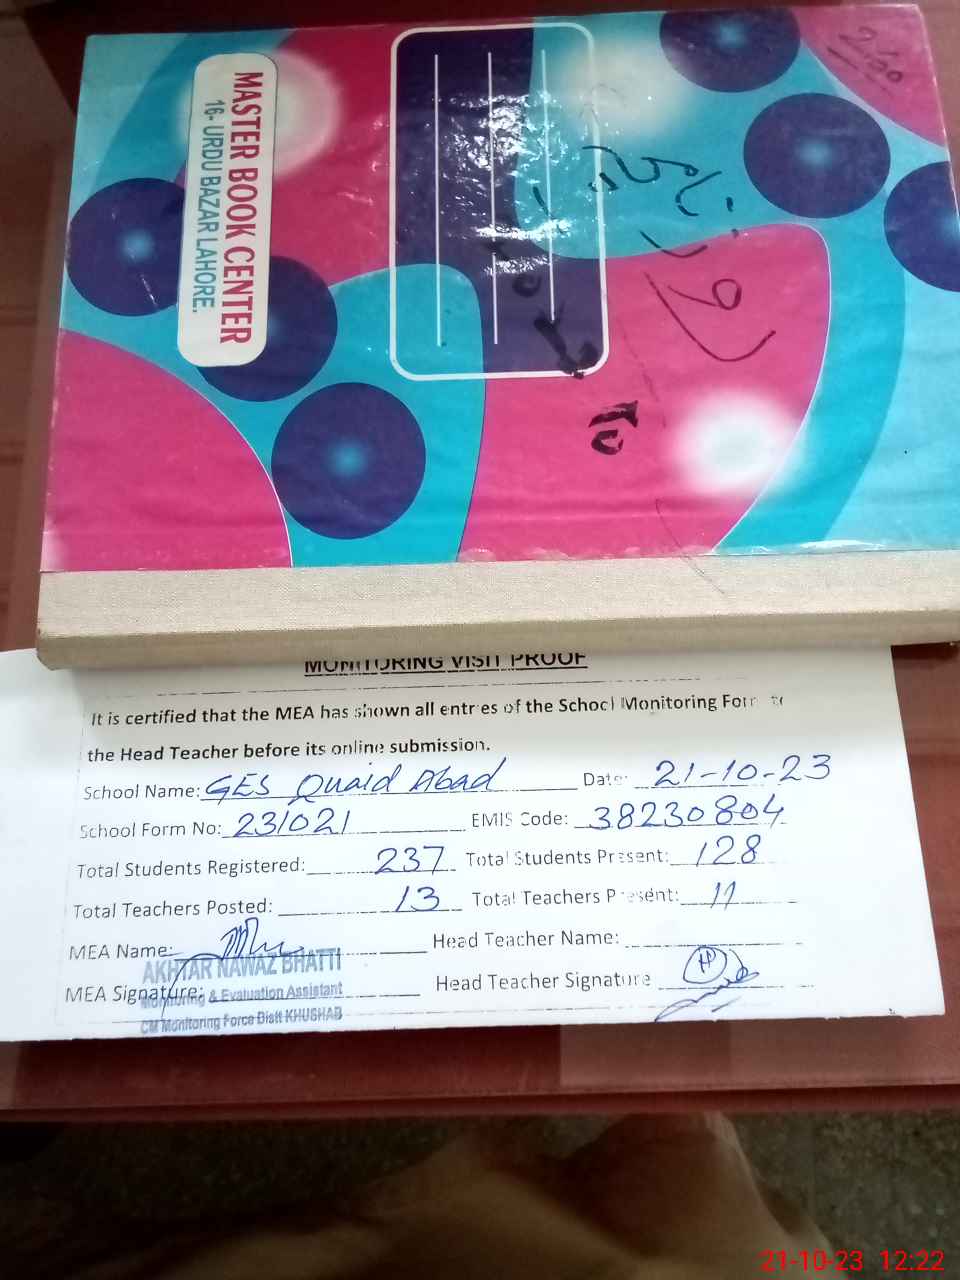 2.50
MASTER BOOK CENTER
16- URDU BAZAR LAHORE.
MONITORING VISIT PROOF
It is certified that the MEA has shown all entries of the School Monitoring Form to
the Head Teacher before its online submission.
School Name: GES Quaid Abad Date: 21-10-23
School Form No: 231021 EMIS Code: 38230804
Total Students Registered: 237 Total Students Present: 128
Total Teachers Posted: 13 Total Teachers Present: 11
MEA Name: Head Teacher Name:
AKHTAR NAWAZ BHATTI
MEA Signature: Head Teacher Signature
Monitoring & Evaluation Assistant
CM Monitoring Force Distt KHUSHAB
21-10-23 12:22